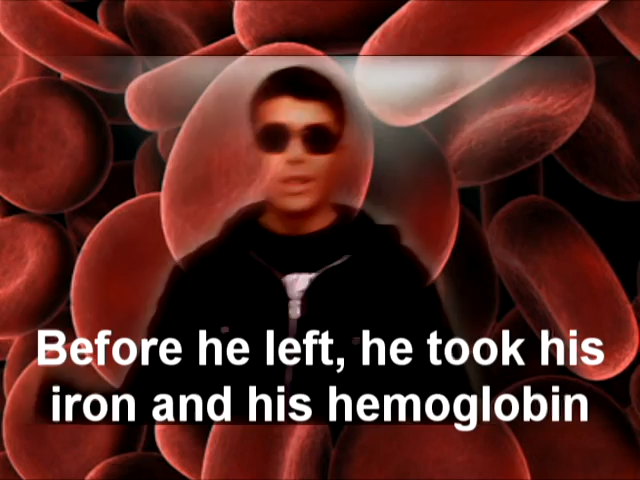 Before he left, he took his
iron and his hemoglobin